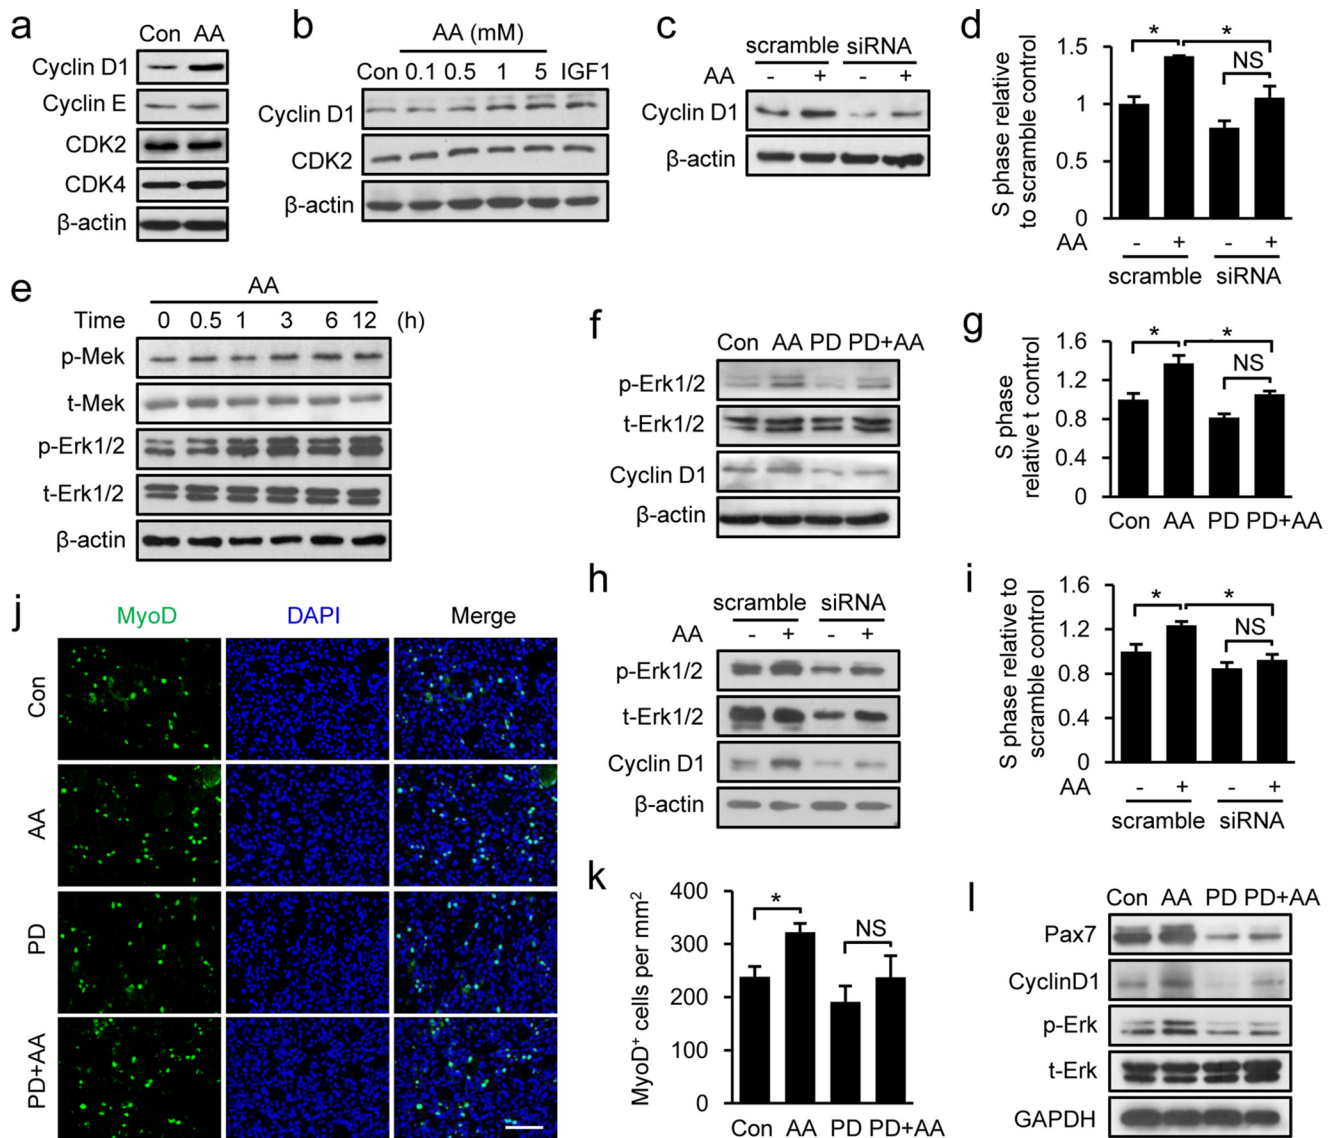 a
Con AA
Cyclin D1
Cyclin E
CDK2
CDK4
β-actin
b
AA (mM)
Con 0.1 0.5 1 5 IGF1
Cyclin D1
CDK2
β-actin
c
scramble siRNA
AA - + - +
Cyclin D1
β-actin
d
S phase relative
to scramble control
1.5
1
0.5
0
AA - + - +
scramble siRNA
*
*
NS
e
AA
Time 0 0.5 1 3 6 12 (h)
p-Mek
t-Mek
p-Erk1/2
t-Erk1/2
β-actin
f
Con AA PD PD+AA
p-Erk1/2
t-Erk1/2
Cyclin D1
β-actin
g
S phase
relative t control
1.6
1.2
0.8
0.4
0
* *
NS
Con AA PD PD+AA
h
scramble siRNA
AA - + - +
p-Erk1/2
t-Erk1/2
Cyclin D1
β-actin
i
S phase relative to
scramble control
1.6
1.2
0.8
0.4
0
* *
NS
AA - + - +
scramble siRNA
j
MyoD DAPI Merge
Con
AA
PD
PD+AA
k
MyoD⁺ cells per mm²
400
300
200
100
0
*
NS
Con AA PD PD+AA
l
Con AA PD PD+AA
Pax7
CyclinD1
p-Erk
t-Erk
GAPDH